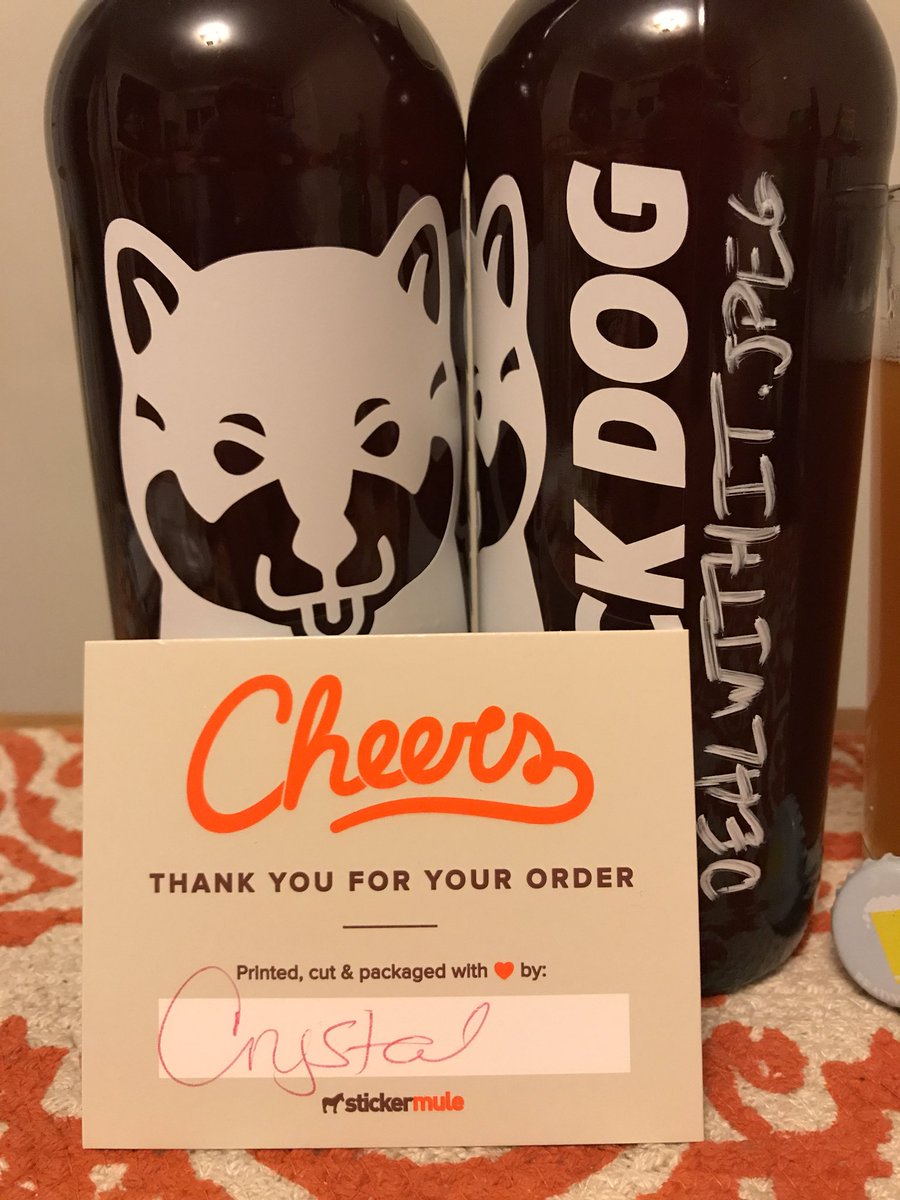 CK DOG
DEALWITHIT.JPEG
Cheers
THANK YOU FOR YOUR ORDER
Printed, cut & packaged with ❤ by:
Crystal
stickermule